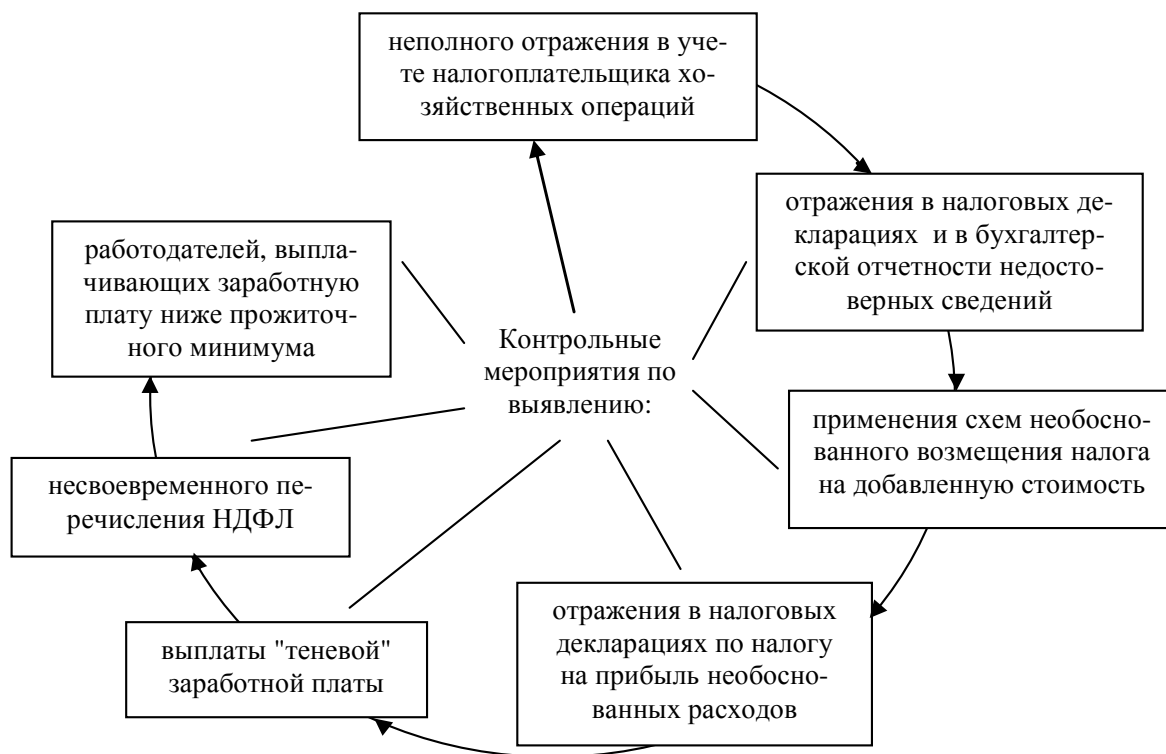 неполного отражения в уче-
те налогоплательщика хо-
зяйственных операций
отражения в налоговых де-
кларациях и в бухгалтер-
ской отчетности недосто-
верных сведений
работодателей, выпла-
чивающих заработную
плату ниже прожиточ-
ного минимума
Контрольные
мероприятия по
выявлению:
применения схем необосно-
ванного возмещения налога
на добавленную стоимость
несвоевременного пе-
речисления НДФЛ
отражения в налоговых
декларациях по налогу
на прибыль необосно-
ванных расходов
выплаты "теневой"
заработной платы